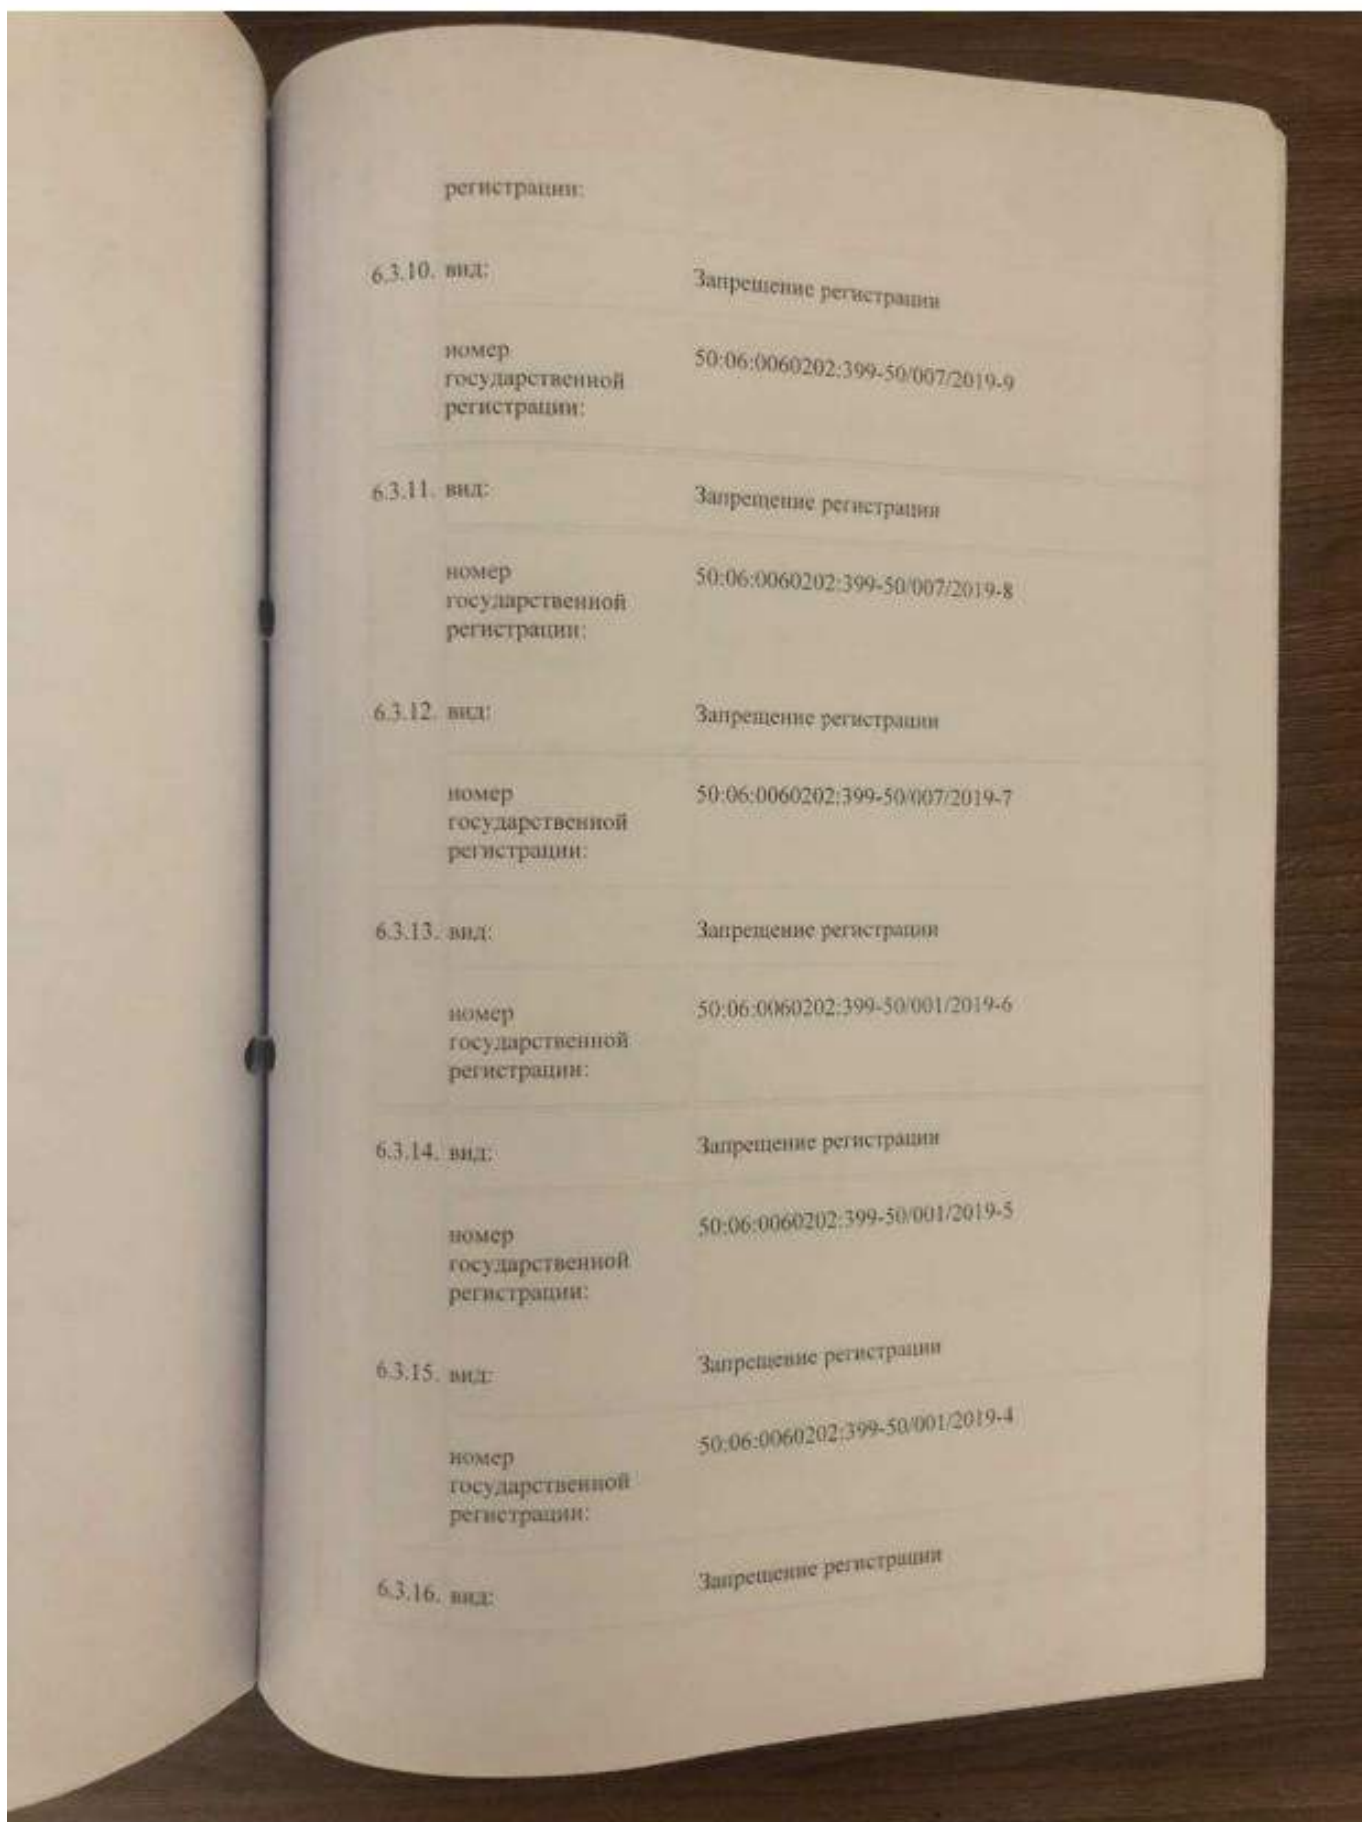 регистрации:
6.3.10. вид: Запрещение регистрации
номер 50:06:0060202:399-50/007/2019-9
государственной
регистрации:
6.3.11. вид: Запрещение регистрации
номер 50:06:0060202:399-50/007/2019-8
государственной
регистрации:
6.3.12. вид: Запрещение регистрации
номер 50:06:0060202:399-50/007/2019-7
государственной
регистрации:
6.3.13. вид: Запрещение регистрации
номер 50:06:0060202:399-50/001/2019-6
государственной
регистрации:
6.3.14. вид: Запрещение регистрации
номер 50:06:0060202:399-50/001/2019-5
государственной
регистрации:
6.3.15. вид: Запрещение регистрации
номер 50:06:0060202:399-50/001/2019-4
государственной
регистрации:
6.3.16. вид: Запрещение регистрации